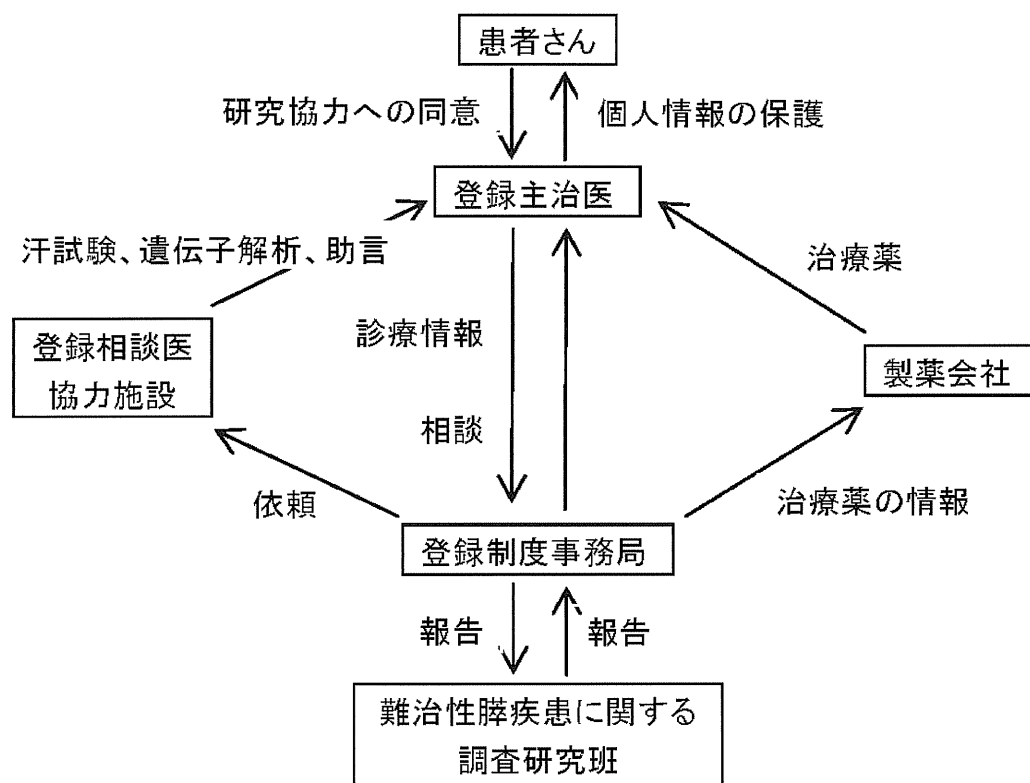 患者さん
研究協力への同意
個人情報の保護
登録主治医
汗試験、遺伝子解析、助言
治療薬
登録相談医
協力施設
診療情報
製薬会社
相談
依頼
治療薬の情報
登録制度事務局
報告
報告
難治性膵疾患に関する
調査研究班